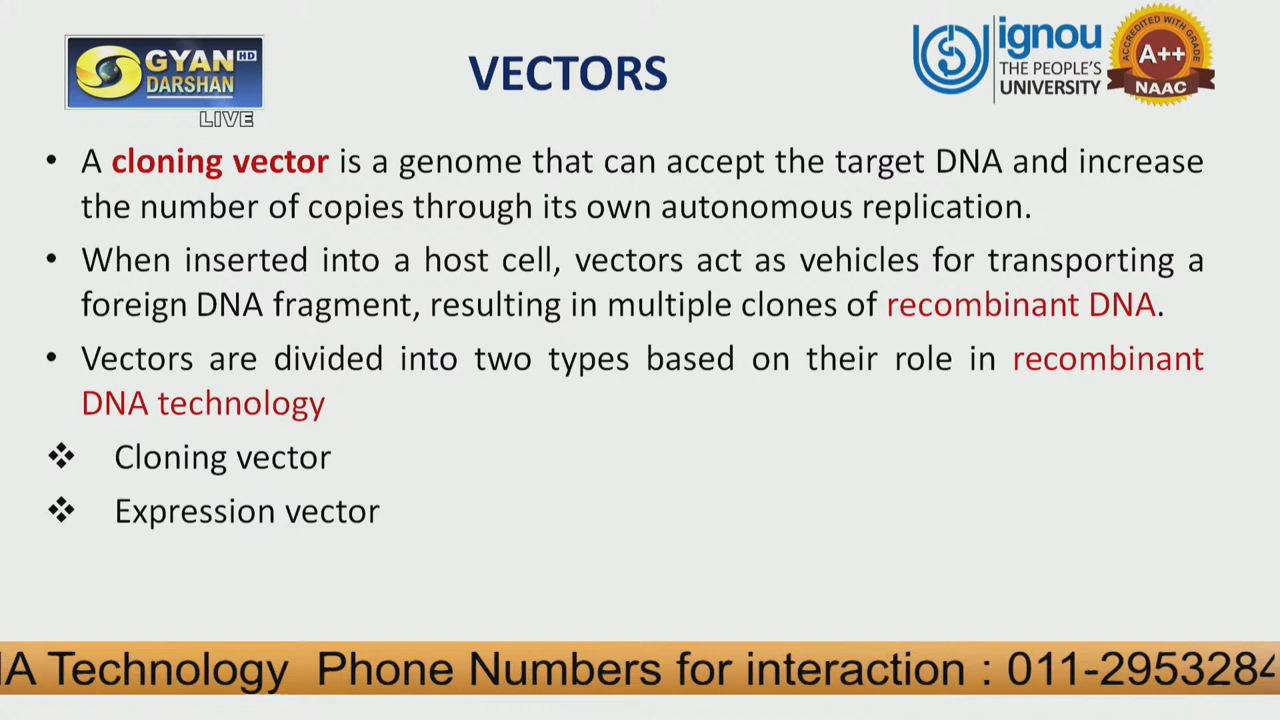 GYAN HD
DARSHAN
LIVE
VECTORS
ignou
THE PEOPLE'S
UNIVERSITY
ACCREDITED WITH GRADE
A++
NAAC
• A cloning vector is a genome that can accept the target DNA and increase
the number of copies through its own autonomous replication.
• When inserted into a host cell, vectors act as vehicles for transporting a
foreign DNA fragment, resulting in multiple clones of recombinant DNA.
• Vectors are divided into two types based on their role in recombinant
DNA technology
❖ Cloning vector
❖ Expression vector
A Technology Phone Numbers for interaction : 011-2953284